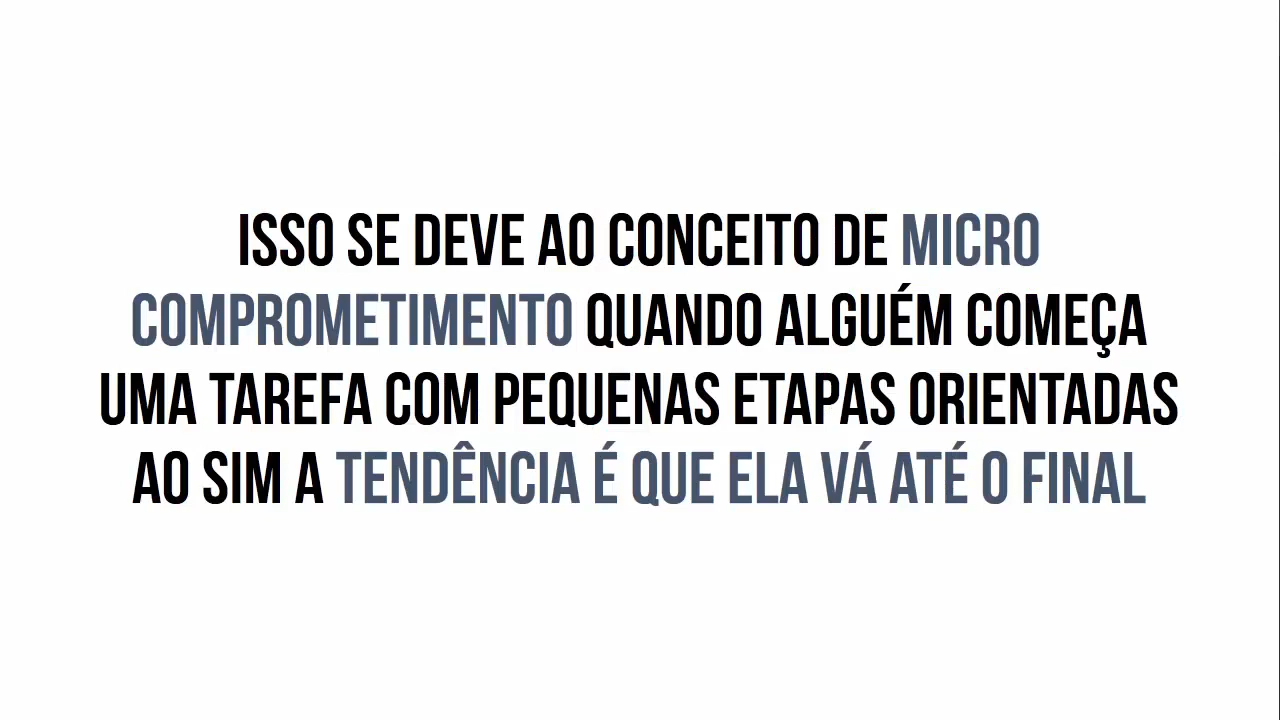 ISSO SE DEVE AO CONCEITO DE MICRO
COMPROMETIMENTO QUANDO ALGUÉM COMEÇA
UMA TAREFA COM PEQUENAS ETAPAS ORIENTADAS
AO SIM A TENDÊNCIA É QUE ELA VÁ ATÉ O FINAL